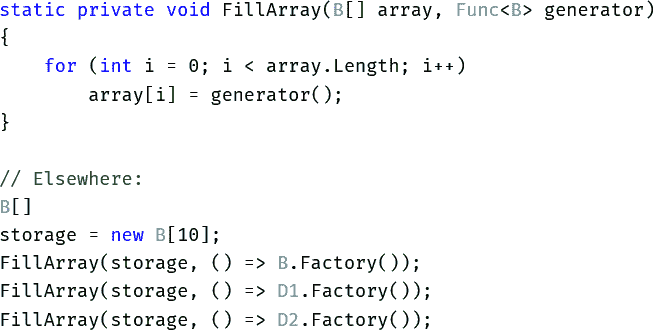 static private void FillArray(B[] array, Func<B> generator)
{
    for (int i = 0; i < array.Length; i++)
        array[i] = generator();
}

// Elsewhere:
B[]
storage = new B[10];
FillArray(storage, () => B.Factory());
FillArray(storage, () => D1.Factory());
FillArray(storage, () => D2.Factory());